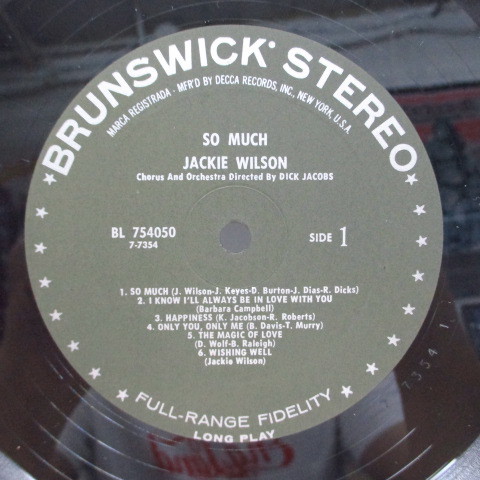 BRUNSWICK® STEREO
MARCA REGISTRADA - MFR'D BY DECCA RECORDS, INC., NEW YORK, U.S.A.
SO MUCH
JACKIE WILSON
Chorus And Orchestra Directed By DICK JACOBS
BL 754050
7-7354
SIDE 1
1. SO MUCH (J. Wilson-J. Keyes-D. Burton-J. Dias-R. Dicks)
2. I KNOW I'LL ALWAYS BE IN LOVE WITH YOU
(Barbara Campbell)
3. HAPPINESS (K. Jacobson-R. Roberts)
4. ONLY YOU, ONLY ME (B. Davis-T. Murry)
5. THE MAGIC OF LOVE
(D. Wolf-B. Raleigh)
6. WISHING WELL
(Jackie Wilson)
FULL-RANGE FIDELITY
LONG PLAY
7 7354 1